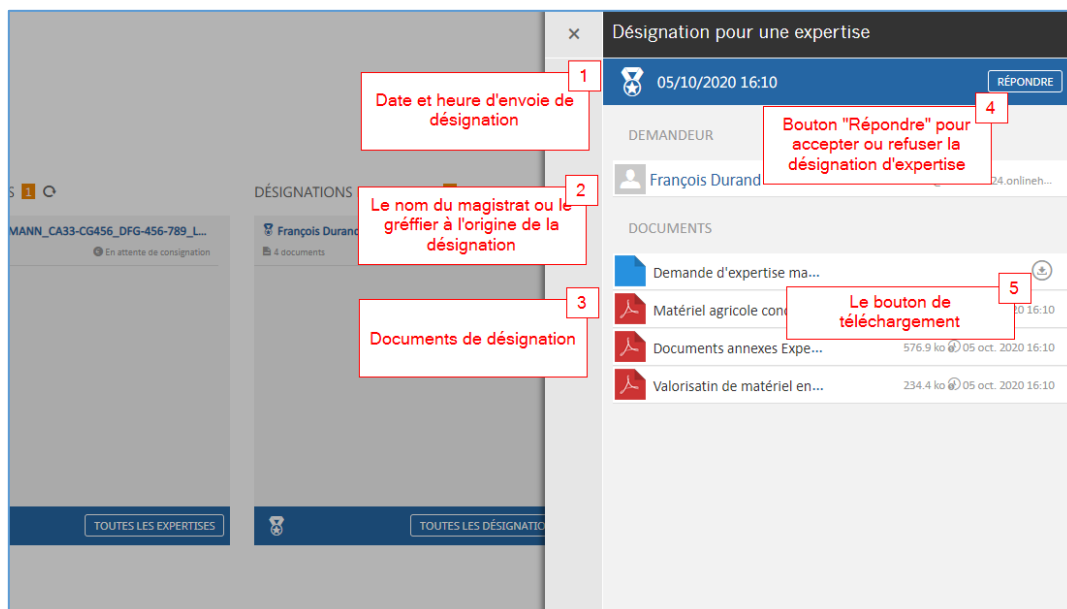 ×
Désignation pour une expertise
1
Date et heure d'envoie de
désignation
05/10/2020 16:10
RÉPONDRE
4
Bouton "Répondre" pour
accepter ou refuser la
désignation d'expertise
DEMANDEUR
François Durand
24.onlineh...
S 1
DÉSIGNATIONS
2
Le nom du magistrat ou le
gréffier à l'origine de la
désignation
MANN_CA33-CG456_DFG-456-789_L...
En attente de consignation
François Durand
4 documents
DOCUMENTS
Demande d'expertise ma...
3
Documents de désignation
5
Le bouton de
téléchargement
Matériel agricole conc
16:10
Documents annexes Expe...
576.9 ko 05 oct. 2020 16:10
Valorisatin de matériel en...
234.4 ko 05 oct. 2020 16:10
TOUTES LES EXPERTISES
TOUTES LES DÉSIGNATIO